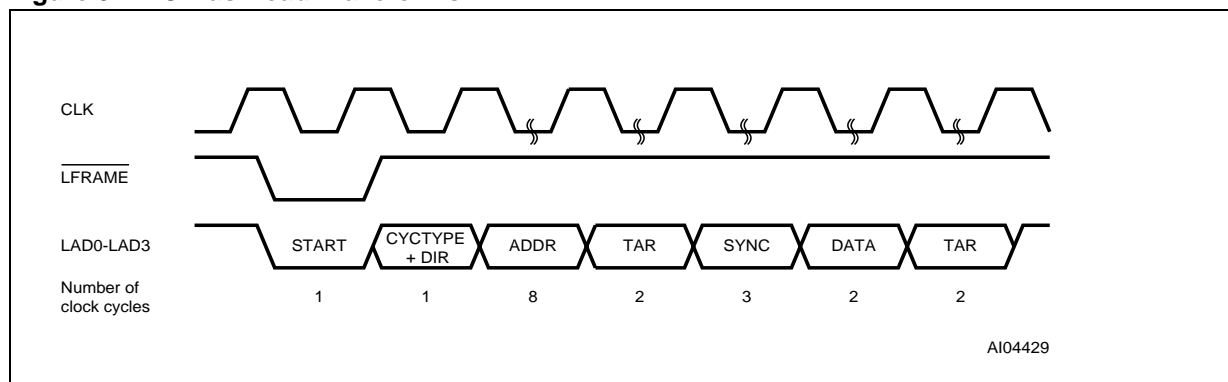 CLK
LFRAME
LAD0-LAD3
START
CYCTYPE
+ DIR
ADDR
TAR
SYNC
DATA
TAR
Number of
clock cycles
1
1
8
2
3
2
2
AI04429